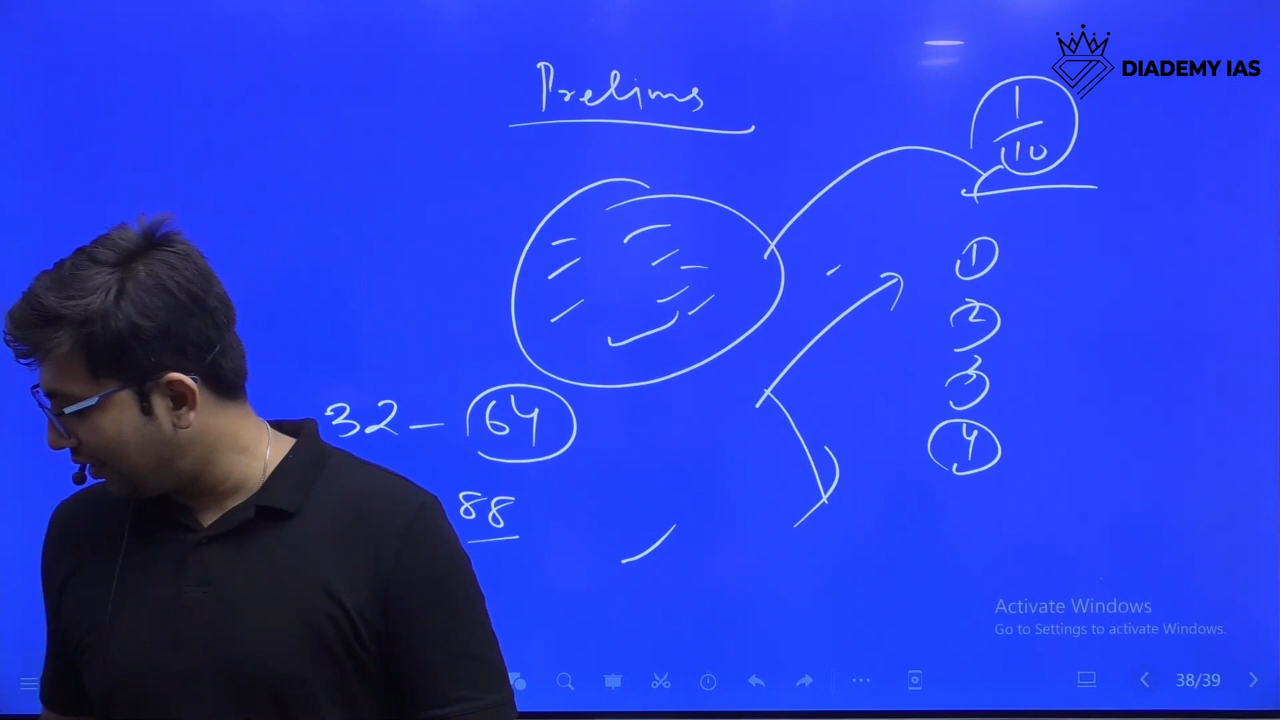 DIADEMY IAS
Prelims
1
110
1
2
3
4
32 - 64
88
Activate Windows
Go to Settings to activate Windows.
38/39